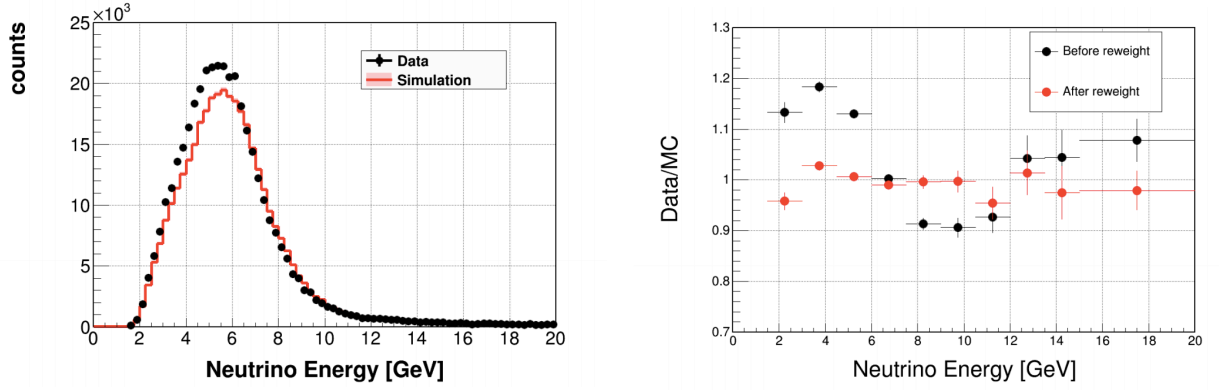 counts
25 ×10³
20
15
10
5
0
0 2 4 6 8 10 12 14 16 18 20
Neutrino Energy [GeV]
Data
Simulation
Data/MC
1.3
1.2
1.1
1
0.9
0.8
0.7
0 2 4 6 8 10 12 14 16 18 20
Neutrino Energy [GeV]
Before reweight
After reweight